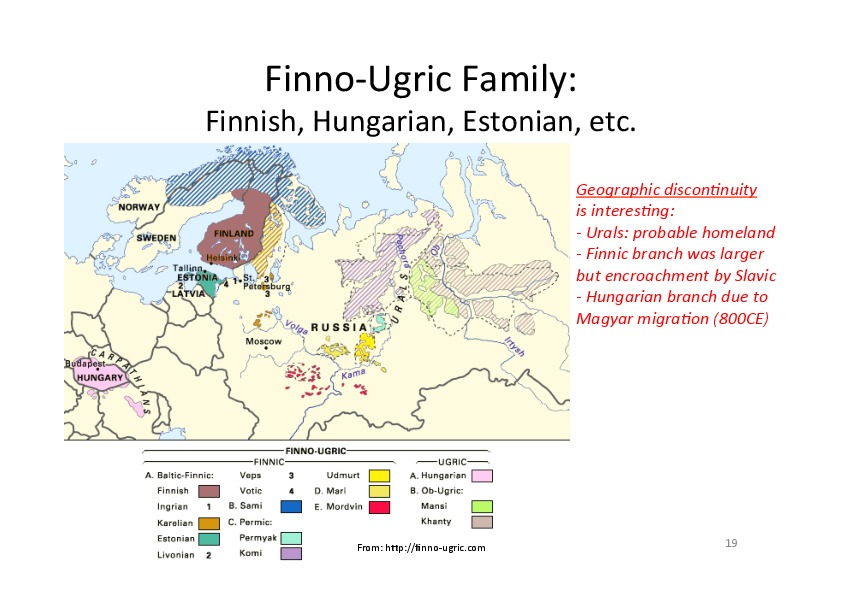 Finno-Ugric Family:
Finnish, Hungarian, Estonian, etc.
Geographic discontinuity
is interesting:
- Urals: probable homeland
- Finnic branch was larger
but encroachment by Slavic
- Hungarian branch due to
Magyar migration (800CE)
NORWAY
SWEDEN
FINLAND
Helsinki
Tallinn
ESTONIA
2
LATVIA
4 1
St.
Petersburg
3
3
Pechora
Ob
URALS
RUSSIA
Volga
Moscow
Kama
Irtysh
CARPATHIANS
Budapest
HUNGARY
FINNO-UGRIC
FINNIC
UGRIC
A. Baltic-Finnic:
Finnish
Ingrian 1
Karelian
Estonian
Livonian 2
Veps 3
Votic 4
B. Sami
C. Permic:
Permyak
Komi
Udmurt
D. Mari
E. Mordvin
A. Hungarian
B. Ob-Ugric:
Mansi
Khanty
From: http://finno-ugric.com
19